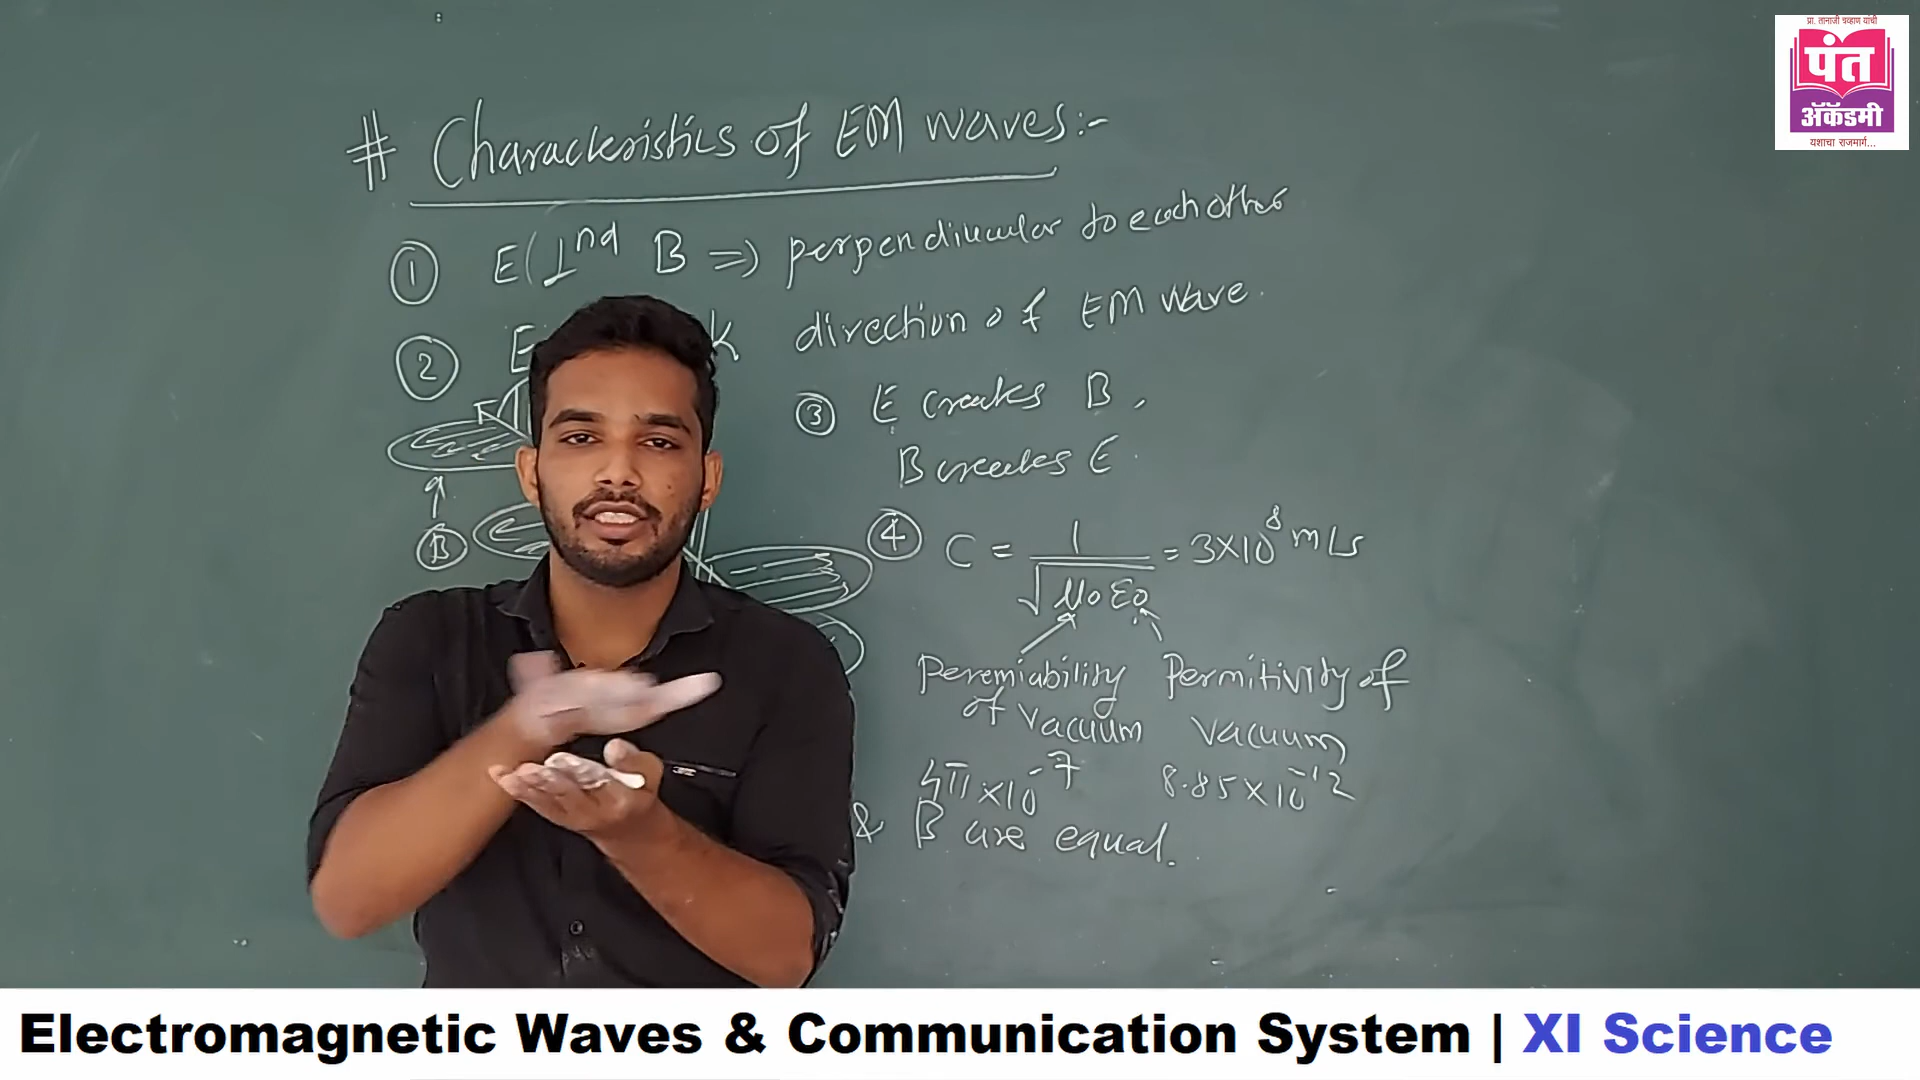 प्रा. तानाजी चव्हाण यांची
पंत
अ‍ॅकॅडमी
यशाचा राजमार्ग...
# Characteristics of EM waves:-
① E(Ist B => perpendicular to each other
② E k direction of EM wave.
③ E creates B,
B creates E.
④ C = 1/√μ0ε0 = 3×10⁸ m/s
Peremiability Permitivity of
of vacuum vacuum
4π×10⁻⁷ 8.85×10⁻¹²
& B are equal.
B
Electromagnetic Waves & Communication System | XI Science